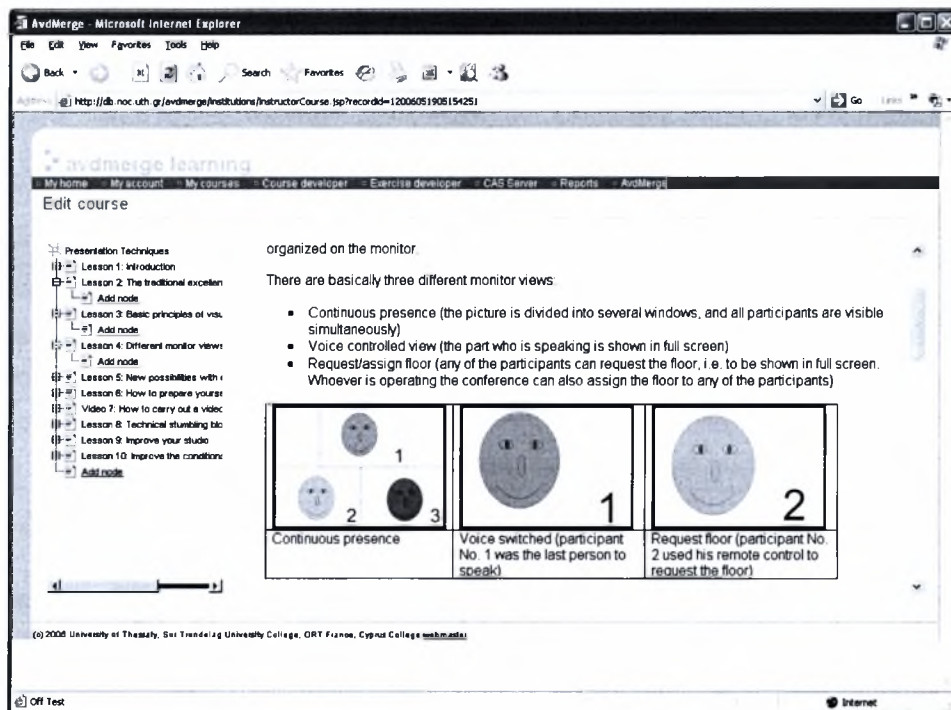 AvdMerge - Microsoft Internet Explorer
File Edit View Favorites Tools Help
Back Search Favorites
Address http://db.noc.uth.gr/avdmerge/institutions/InstructorCourse.jsp?recordId=12006051905154251 Go Links »
avdmerge learning
My home My account My courses Course developer Exercise developer CAS Server Reports AvdMerge
Edit course
Presentation Techniques
Lesson 1: Introduction
Lesson 2: The traditional excellen
Add node
Lesson 3: Basic principles of visu
Add node
Lesson 4: Different monitor views
Add node
Lesson 5: New possibilities with
Lesson 6: How to prepare yourse
Video 7: How to carry out a video
Lesson 8: Technical stumbling blo
Lesson 9: Improve your studio
Lesson 10: Improve the conditions
Add node
organized on the monitor.
There are basically three different monitor views:
• Continuous presence (the picture is divided into several windows, and all participants are visible
simultaneously)
• Voice controlled view (the part who is speaking is shown in full screen)
• Request/assign floor (any of the participants can request the floor, i.e. to be shown in full screen.
Whoever is operating the conference can also assign the floor to any of the participants)
1
2 3
1
2
Continuous presence
Voice switched (participant
No. 1 was the last person to
speak)
Request floor (participant No.
2 used his remote control to
request the floor)
(c) 2006 University of Thessaly, Sor Trondelag University College, ORT France, Cyprus College webmaster
Off Test Internet